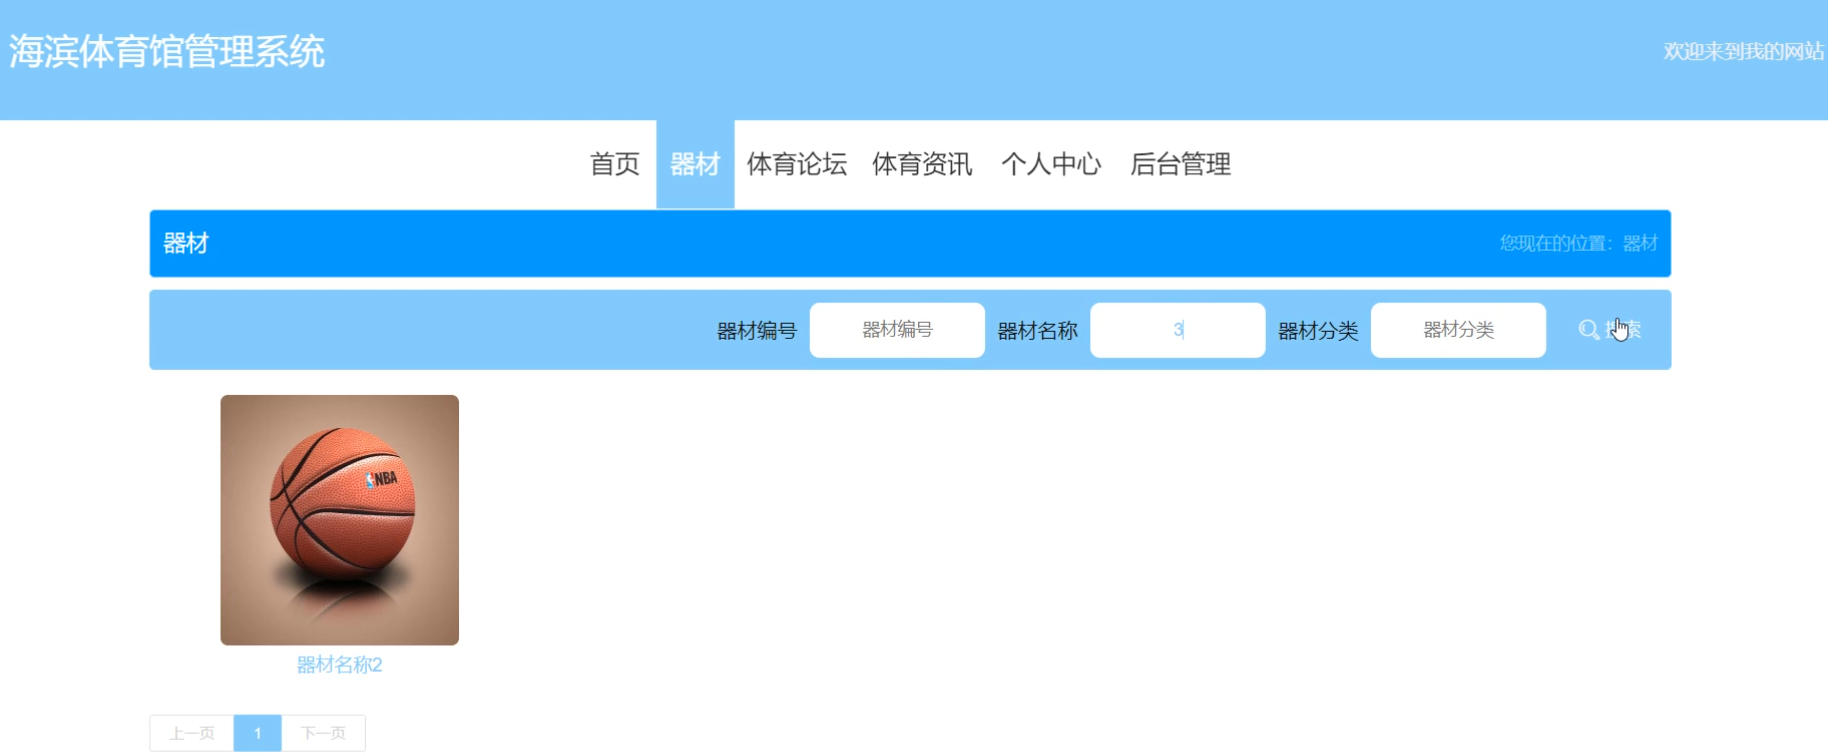 海滨体育馆管理系统
欢迎来到我的网站
首页 器材 体育论坛 体育资讯 个人中心 后台管理
器材
您现在的位置：器材
器材编号 器材编号 器材名称 3 器材分类 器材分类
NBA
器材名称2
上一页 1 下一页